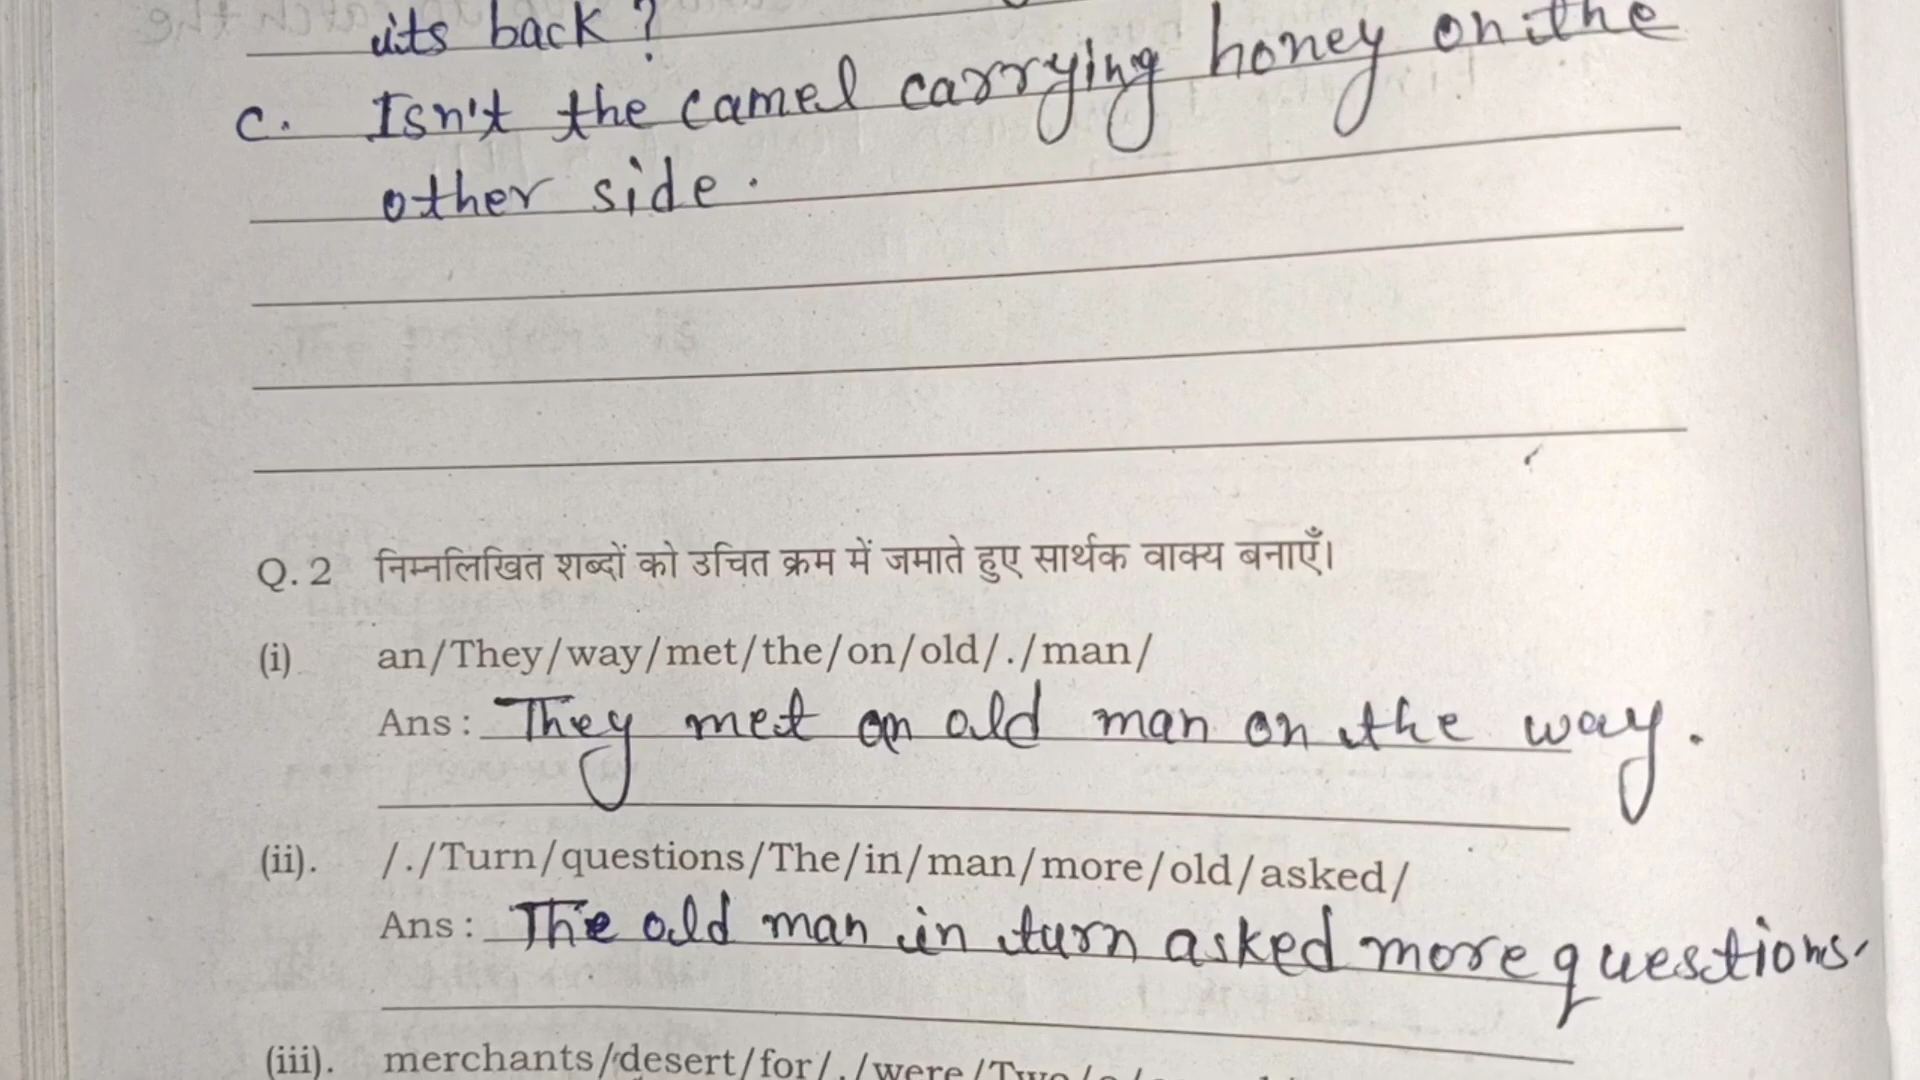 its back ?
c. Isn't the camel carrying honey on the
other side.
Q. 2 निम्नलिखित शब्दों को उचित क्रम में जमाते हुए सार्थक वाक्य बनाएँ।
(i) an/They/way/met/the/on/old/./man/
Ans : They met an old man on the way.
(ii). /./Turn/questions/The/in/man/more/old/asked/
Ans : The old man in turn asked more questions.
(iii). merchants/desert/for/./were/Two/